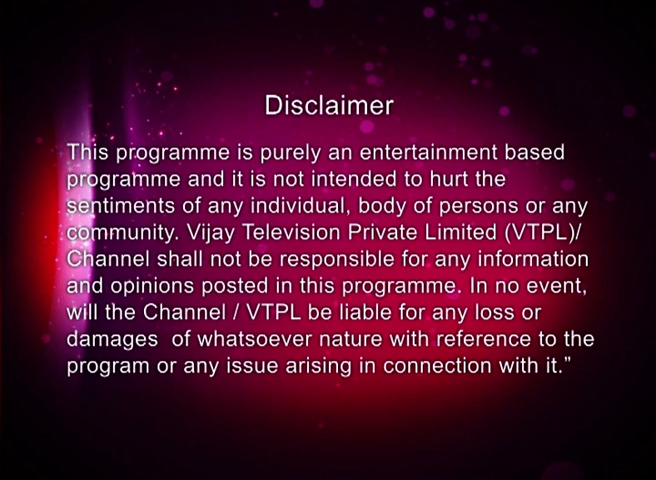 Disclaimer
This programme is purely an entertainment based
programme and it is not intended to hurt the
sentiments of any individual, body of persons or any
community. Vijay Television Private Limited (VTPL)/
Channel shall not be responsible for any information
and opinions posted in this programme. In no event,
will the Channel / VTPL be liable for any loss or
damages  of whatsoever nature with reference to the
program or any issue arising in connection with it.”